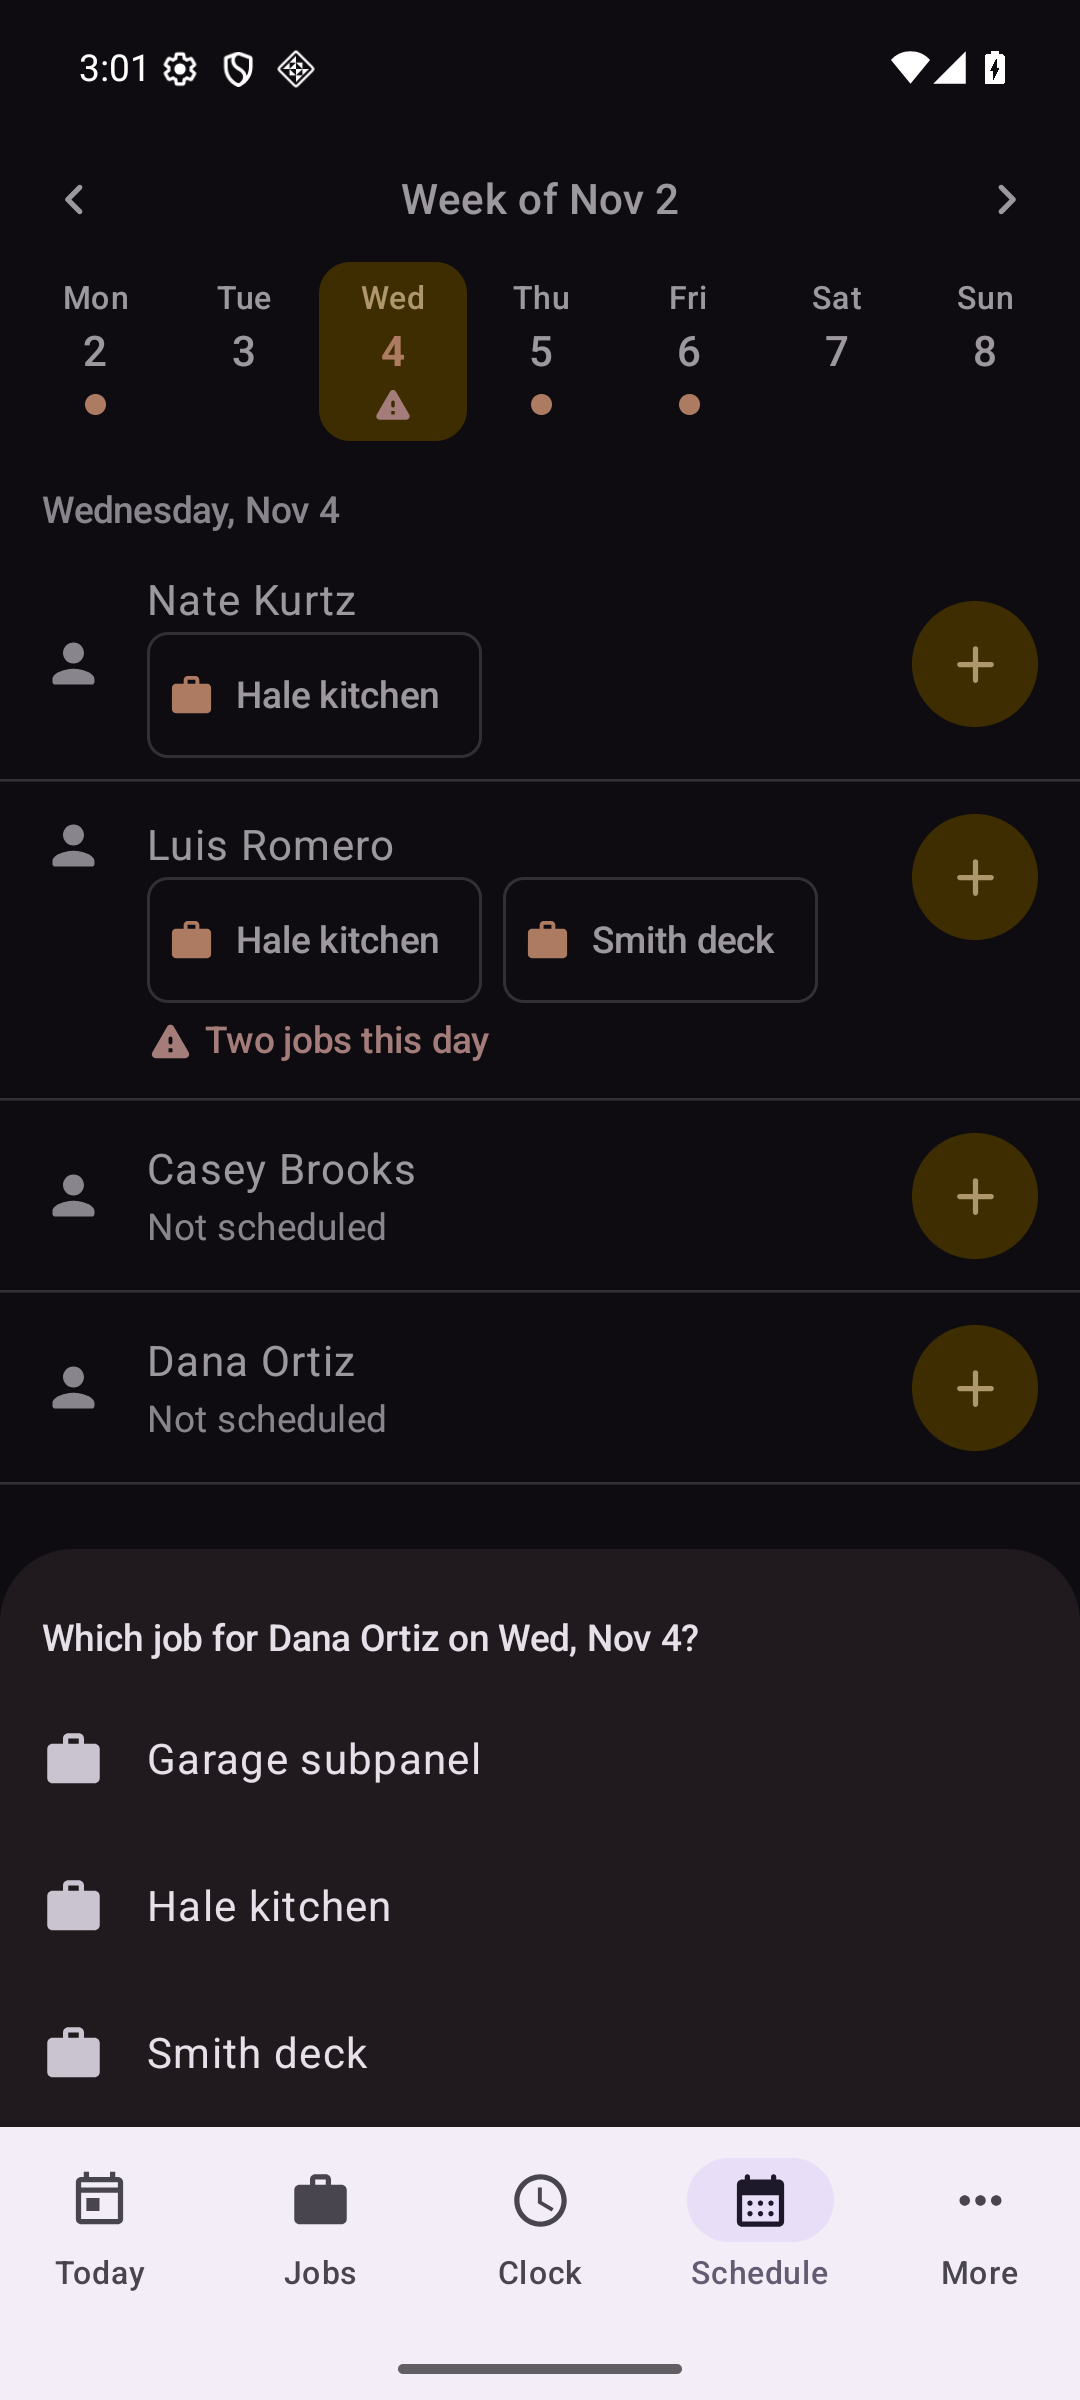 3:01
Week of Nov 2
Mon Tue Wed Thu Fri Sat Sun
2 3 4 5 6 7 8
Wednesday, Nov 4
Nate Kurtz
Hale kitchen
Luis Romero
Hale kitchen Smith deck
Two jobs this day
Casey Brooks
Not scheduled
Dana Ortiz
Not scheduled
Which job for Dana Ortiz on Wed, Nov 4?
Garage subpanel
Hale kitchen
Smith deck
Today Jobs Clock Schedule More